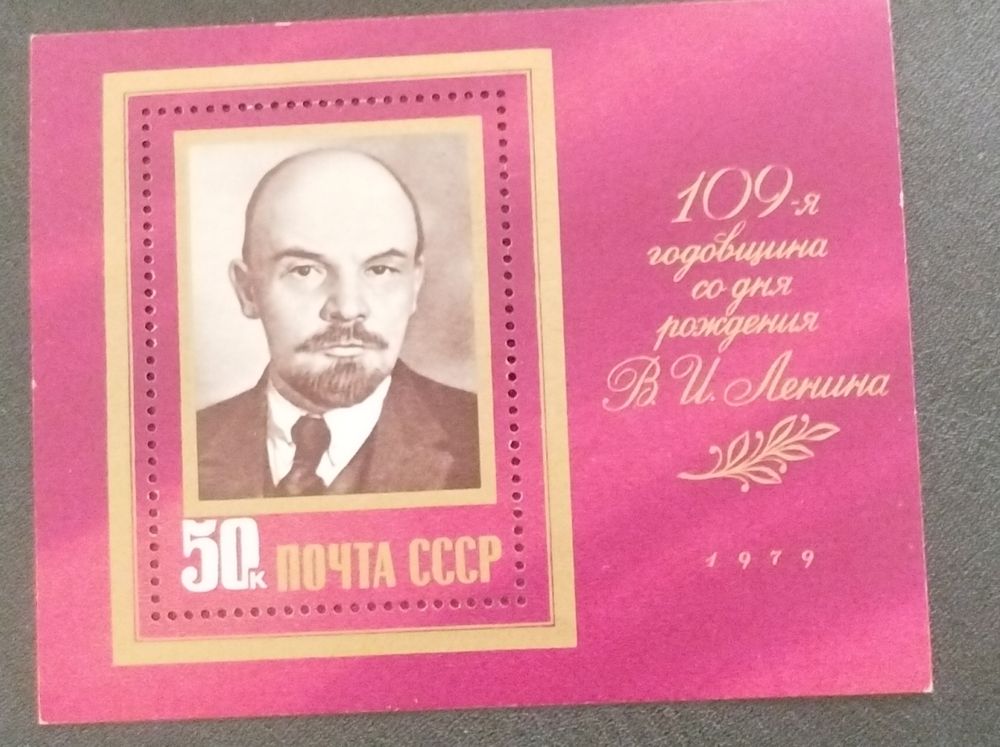 50к ПОЧТА СССР
109-я
годовщина
со дня
рождения
В. И. Ленина
1979